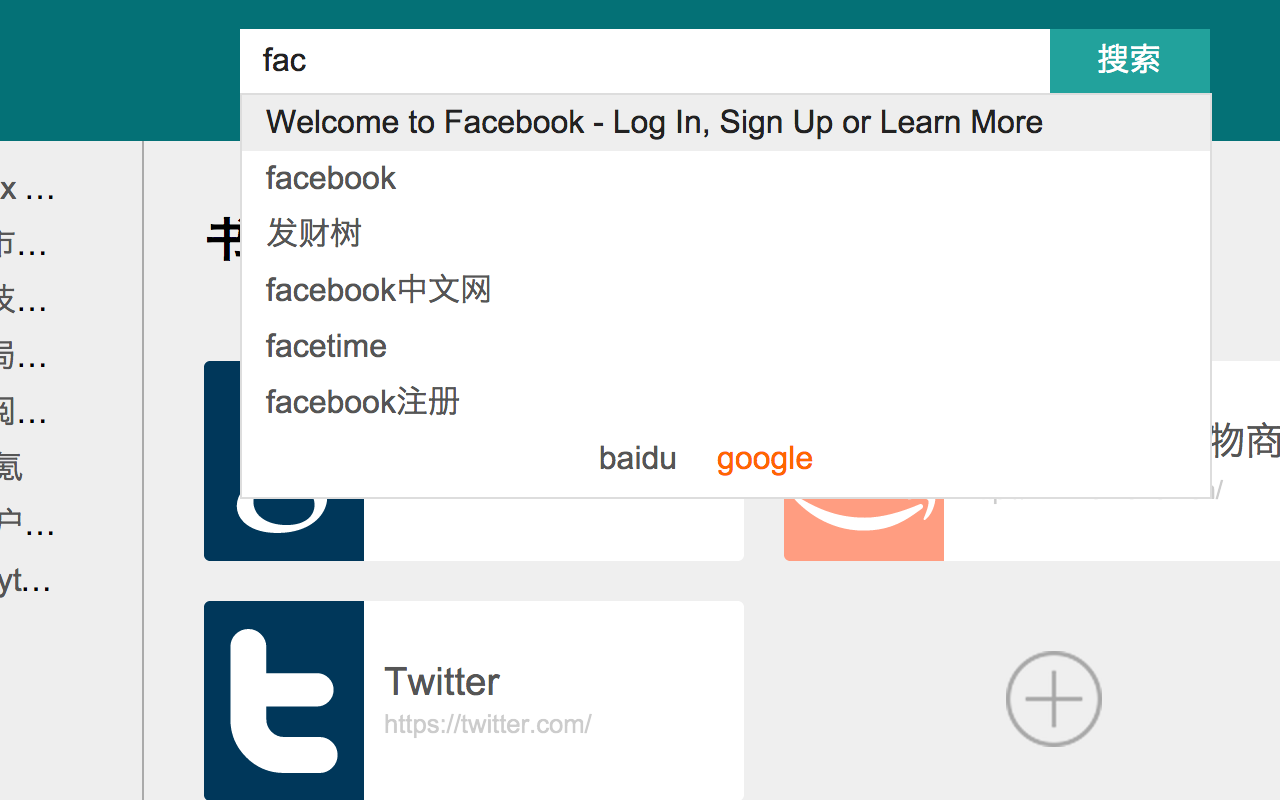 fac
搜索
Welcome to Facebook - Log In, Sign Up or Learn More
facebook
发财树
facebook中文网
facetime
facebook注册
baidu google
x ...
市...
技...
局...
阅...
氪
户...
yt...
书
物商
Twitter
https://twitter.com/